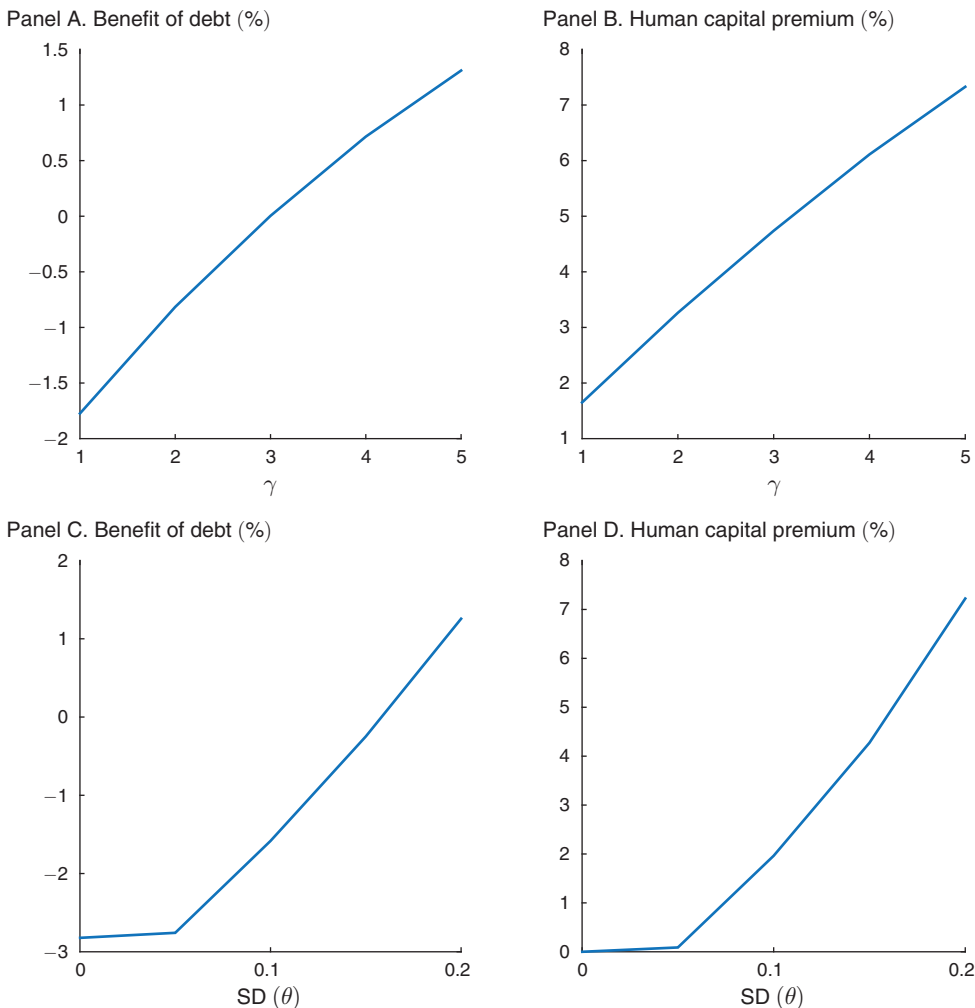 Panel A. Benefit of debt (%)
1.5
1
0.5
0
−0.5
−1
−1.5
−2
1 2 3 4 5
γ
Panel B. Human capital premium (%)
8
7
6
5
4
3
2
1
1 2 3 4 5
γ
Panel C. Benefit of debt (%)
2
1
0
−1
−2
−3
0 0.1 0.2
SD (θ)
Panel D. Human capital premium (%)
8
7
6
5
4
3
2
1
0
0 0.1 0.2
SD (θ)